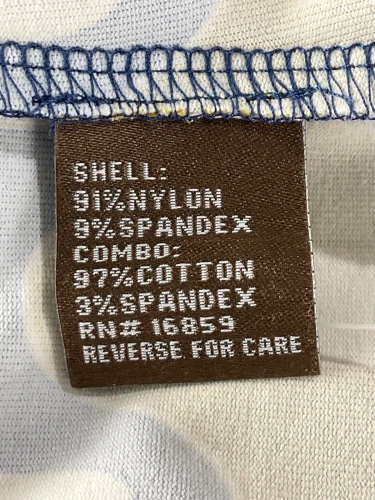 SHELL:
91%NYLON
9%SPANDEX
COMBO:
97%COTTON
3%SPANDEX
RN# 16859
REVERSE FOR CARE